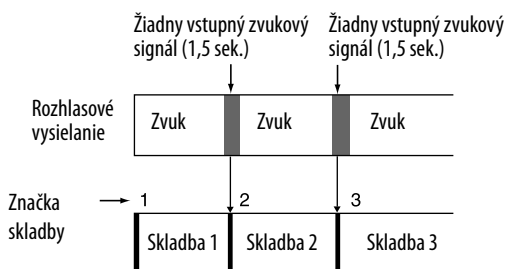 Žiadny vstupný zvukový
signál (1,5 sek.)
Žiadny vstupný zvukový
signál (1,5 sek.)
Rozhlasové
vysielanie
Zvuk
Zvuk
Zvuk
Značka
skladby
1
2
3
Skladba 1
Skladba 2
Skladba 3